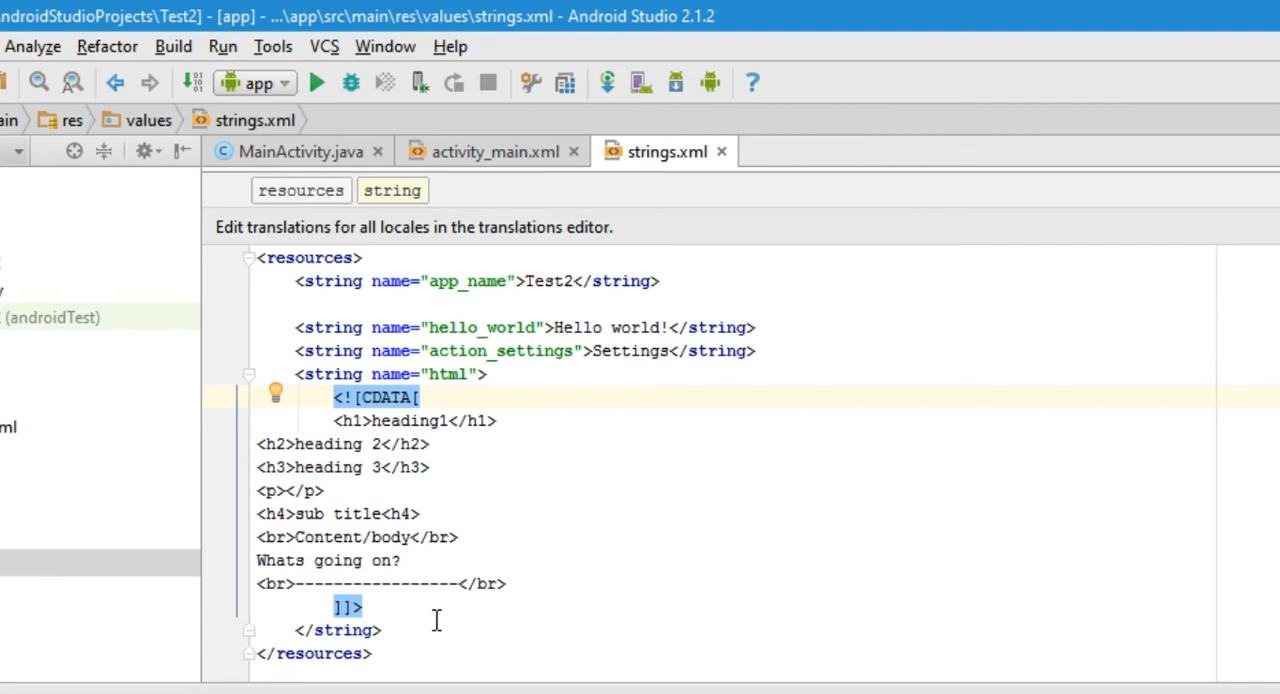 ndroidStudioProjects\Test2] - [app] - ...\app\src\main\res\values\strings.xml - Android Studio 2.1.2
Analyze Refactor Build Run Tools VCS Window Help
app
ain res values strings.xml
MainActivity.java activity_main.xml strings.xml
resources string
Edit translations for all locales in the translations editor.
<resources>
<string name="app_name">Test2</string>
(androidTest)
<string name="hello_world">Hello world!</string>
<string name="action_settings">Settings</string>
<string name="html">
<![CDATA[
<h1>heading1</h1>
ml
<h2>heading 2</h2>
<h3>heading 3</h3>
<p></p>
<h4>sub title<h4>
<br>Content/body</br>
Whats going on?
<br>-----------------</br>
]]>
</string>
</resources>